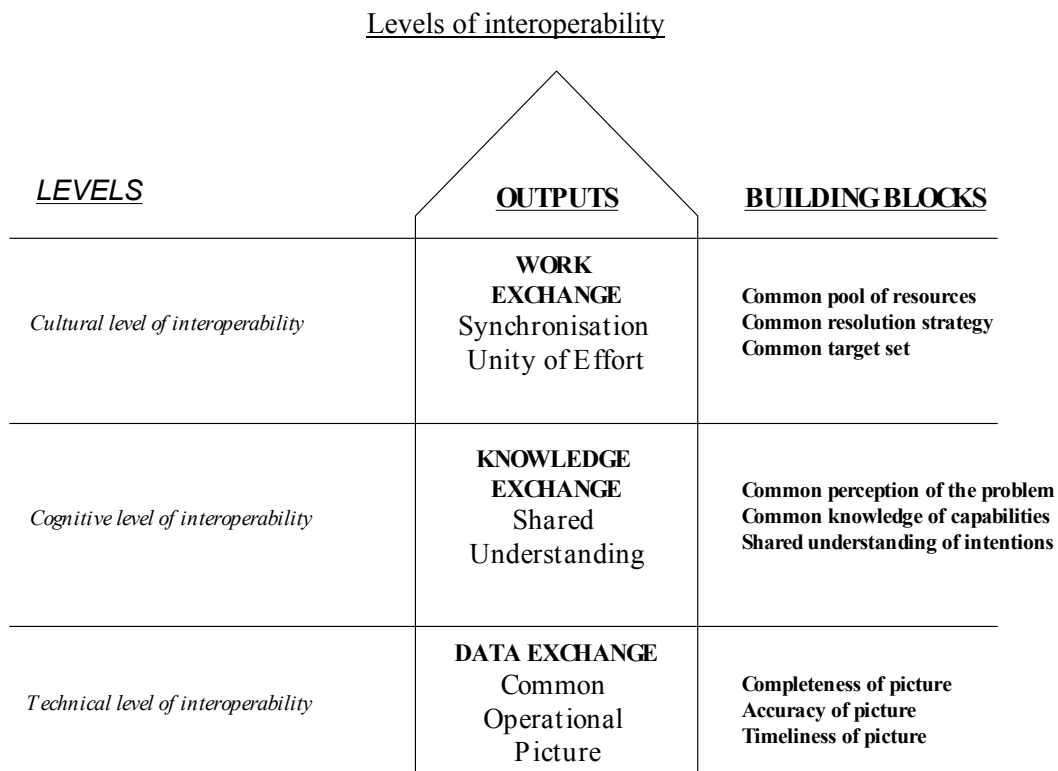 Levels of interoperability
LEVELS
OUTPUTS
BUILDING BLOCKS
Cultural level of interoperability
WORK
EXCHANGE
Synchronisation
Unity of Effort
Common pool of resources
Common resolution strategy
Common target set
Cognitive level of interoperability
KNOWLEDGE
EXCHANGE
Shared
Understanding
Common perception of the problem
Common knowledge of capabilities
Shared understanding of intentions
Technical level of interoperability
DATA EXCHANGE
Common
Operational
Picture
Completeness of picture
Accuracy of picture
Timeliness of picture